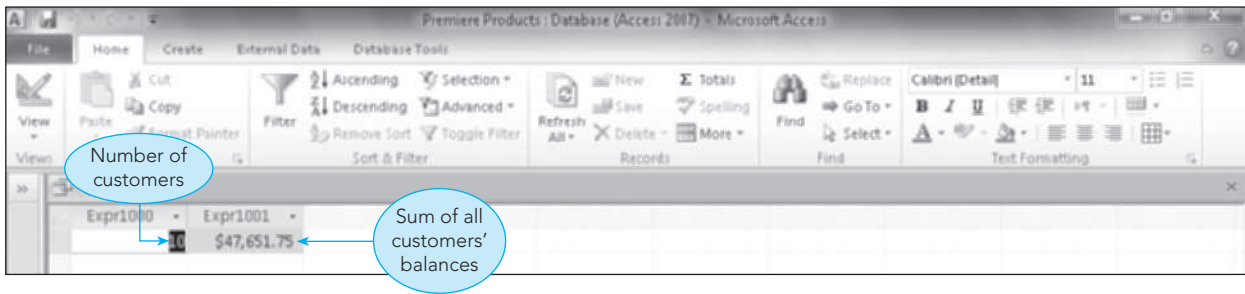 Premiere Products : Database (Access 2007) - Microsoft Access
File Home Create External Data Database Tools
View
Views
Paste
Cut
Copy
Format Painter
Filter
Ascending
Descending
Remove Sort
Selection
Advanced
Toggle Filter
Sort & Filter
Refresh
All
New
Save
Delete
Totals
Spelling
More
Records
Find
Replace
Go To
Select
Find
Calibri (Detail) 11
B I U
A
Text Formatting
Number of
customers
Expr1000 Expr1001
10 $47,651.75
Sum of all
customers’
balances